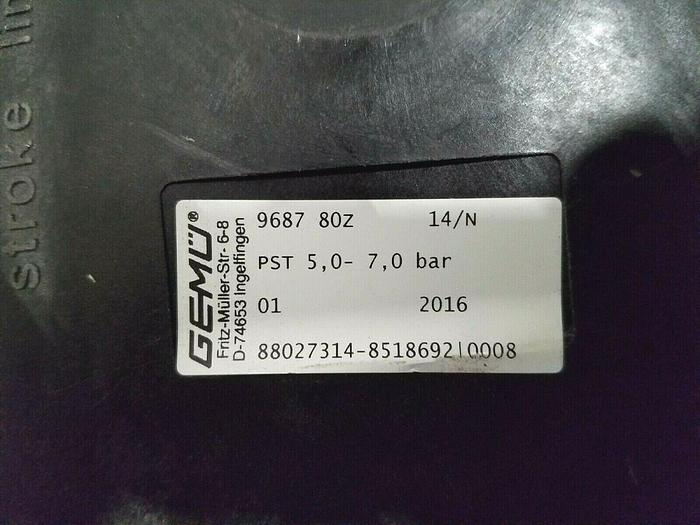 stroke
GEMÜ®
Fritz-Müller-Str- 6-8
D-74653 Ingelfingen
9687 80Z 14/N
PST 5,0- 7,0 bar
01 2016
88027314-8518692|0008